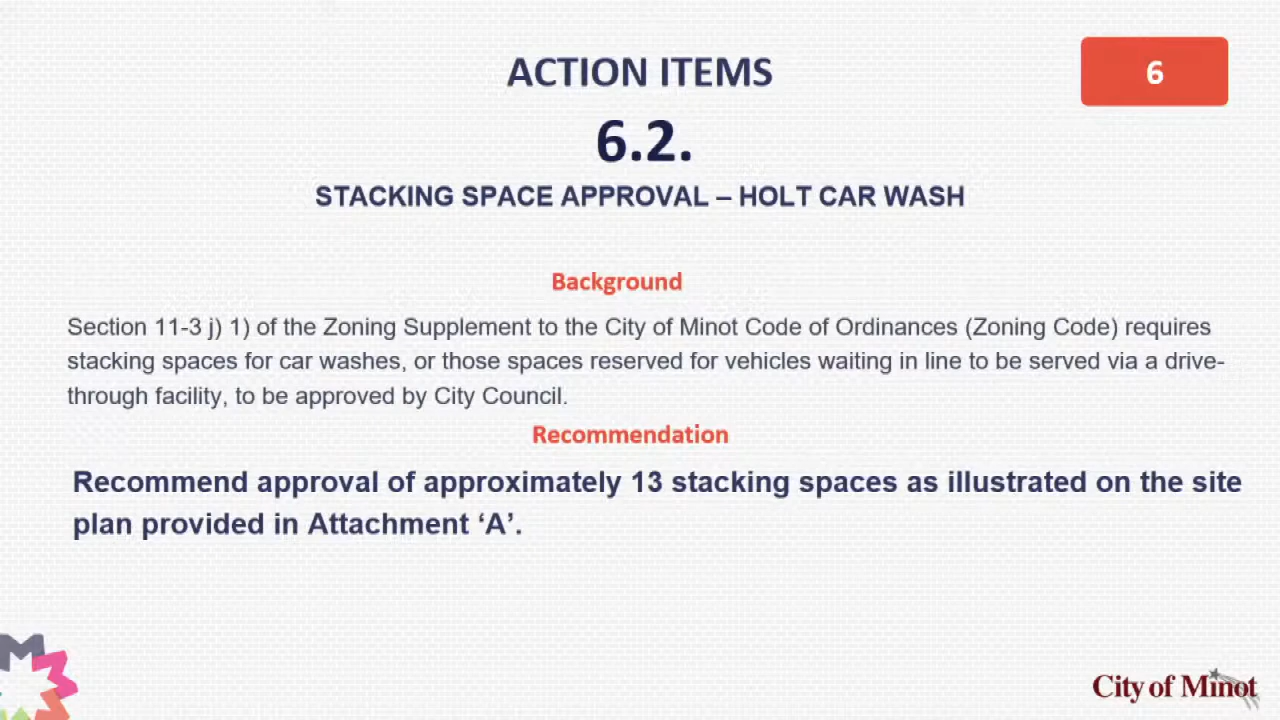 ACTION ITEMS
6
6.2.
STACKING SPACE APPROVAL – HOLT CAR WASH
Background
Section 11-3 j) 1) of the Zoning Supplement to the City of Minot Code of Ordinances (Zoning Code) requires
stacking spaces for car washes, or those spaces reserved for vehicles waiting in line to be served via a drive-
through facility, to be approved by City Council.
Recommendation
Recommend approval of approximately 13 stacking spaces as illustrated on the site
plan provided in Attachment ‘A’.
City of Minot